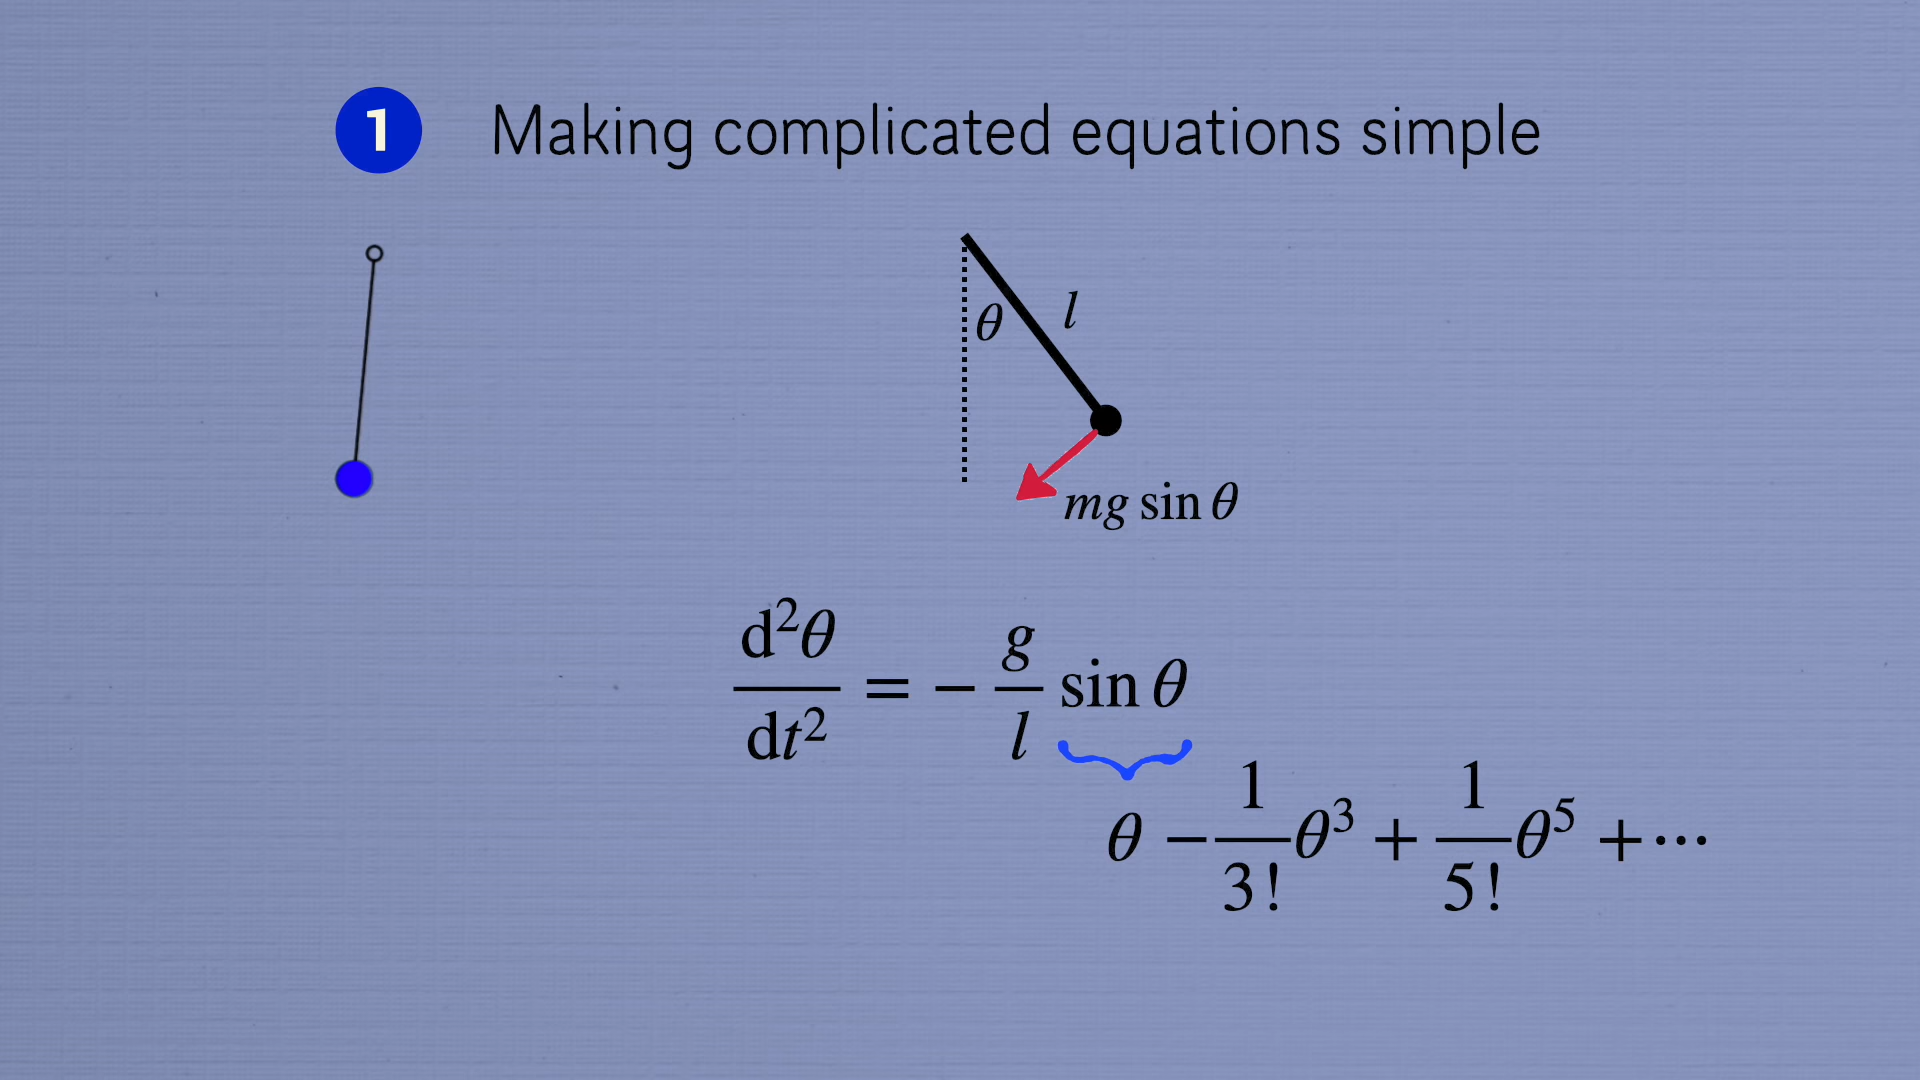 1 Making complicated equations simple
θ l
mg sin θ
d²θ/dt² = − g/l sin θ
θ − 1/3! θ³ + 1/5! θ⁵ + ⋯